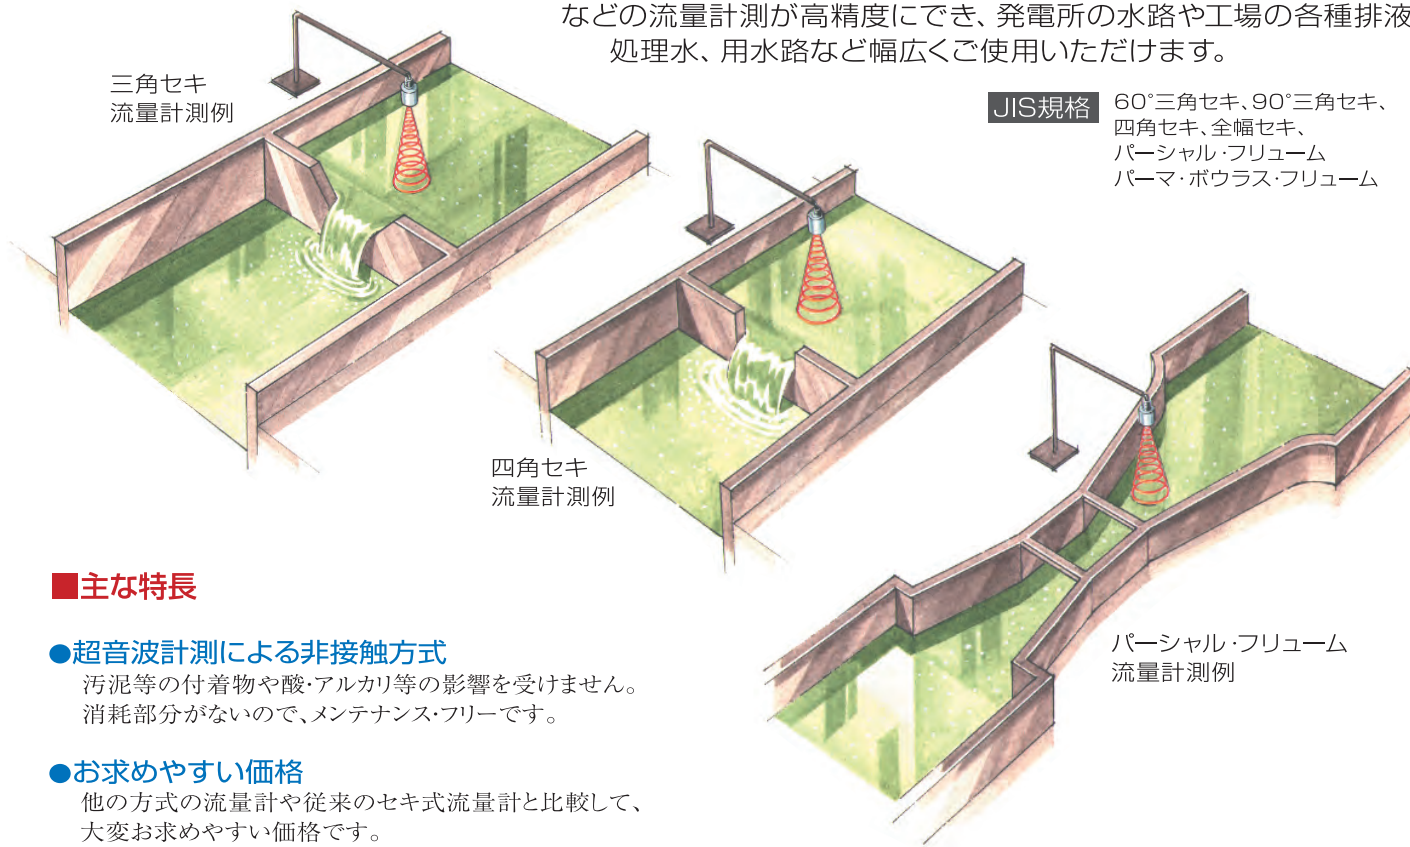 などの流量計測が高精度にでき、発電所の水路や工場の各種排液
処理水、用水路など幅広くご使用いただけます。
三角セキ
流量計測例
JIS規格
60°三角セキ、90°三角セキ、
四角セキ、全幅セキ、
パーシャル・フリューム
パーマ・ボウラス・フリューム
四角セキ
流量計測例
パーシャル・フリューム
流量計測例
■主な特長
●超音波計測による非接触方式
汚泥等の付着物や酸・アルカリ等の影響を受けません。
消耗部分がないので、メンテナンス・フリーです。
●お求めやすい価格
他の方式の流量計や従来のセキ式流量計と比較して、
大変お求めやすい価格です。